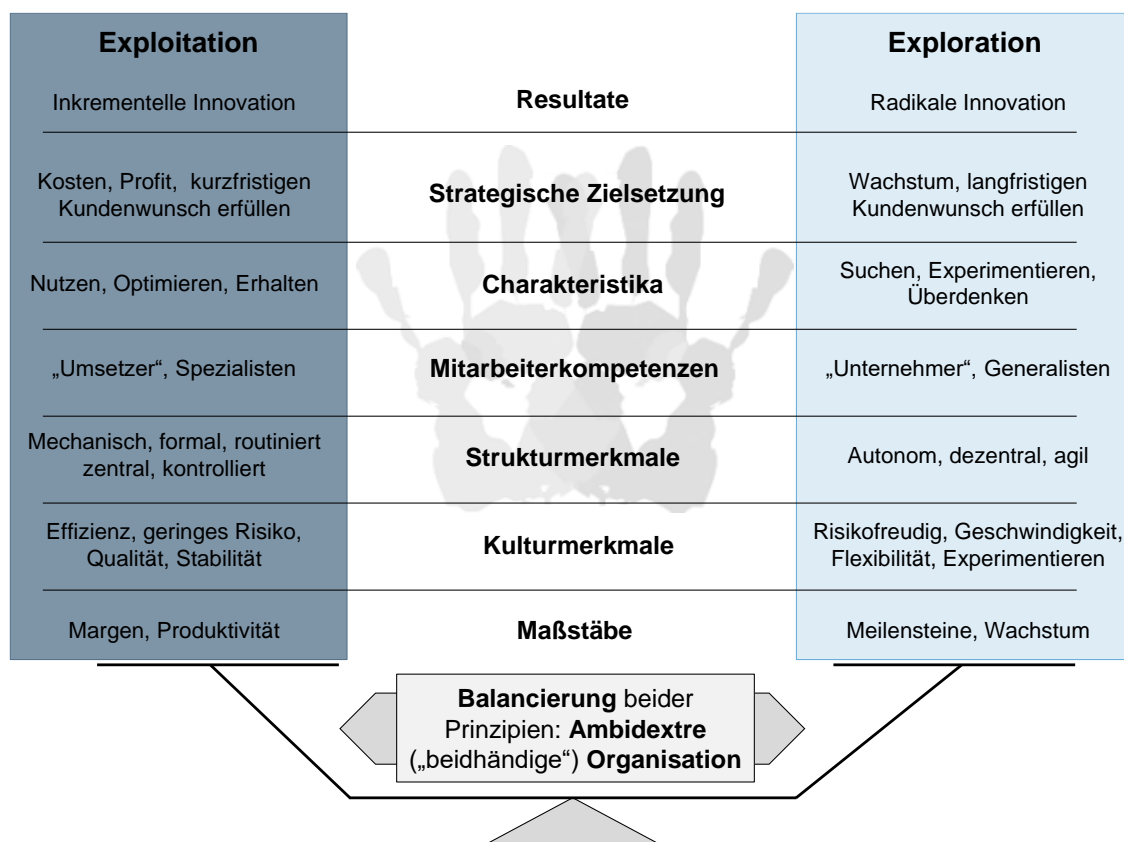 Exploitation
Exploration
Inkrementelle Innovation
Resultate
Radikale Innovation
Kosten, Profit, kurzfristigen
Kundenwunsch erfüllen
Strategische Zielsetzung
Wachstum, langfristigen
Kundenwunsch erfüllen
Nutzen, Optimieren, Erhalten
Charakteristika
Suchen, Experimentieren,
Überdenken
„Umsetzer“, Spezialisten
Mitarbeiterkompetenzen
„Unternehmer“, Generalisten
Mechanisch, formal, routiniert
zentral, kontrolliert
Strukturmerkmale
Autonom, dezentral, agil
Effizienz, geringes Risiko,
Qualität, Stabilität
Kulturmerkmale
Risikofreudig, Geschwindigkeit,
Flexibilität, Experimentieren
Margen, Produktivität
Maßstäbe
Meilensteine, Wachstum
Balancierung beider
Prinzipien: Ambidextre
(„beidhändige“) Organisation